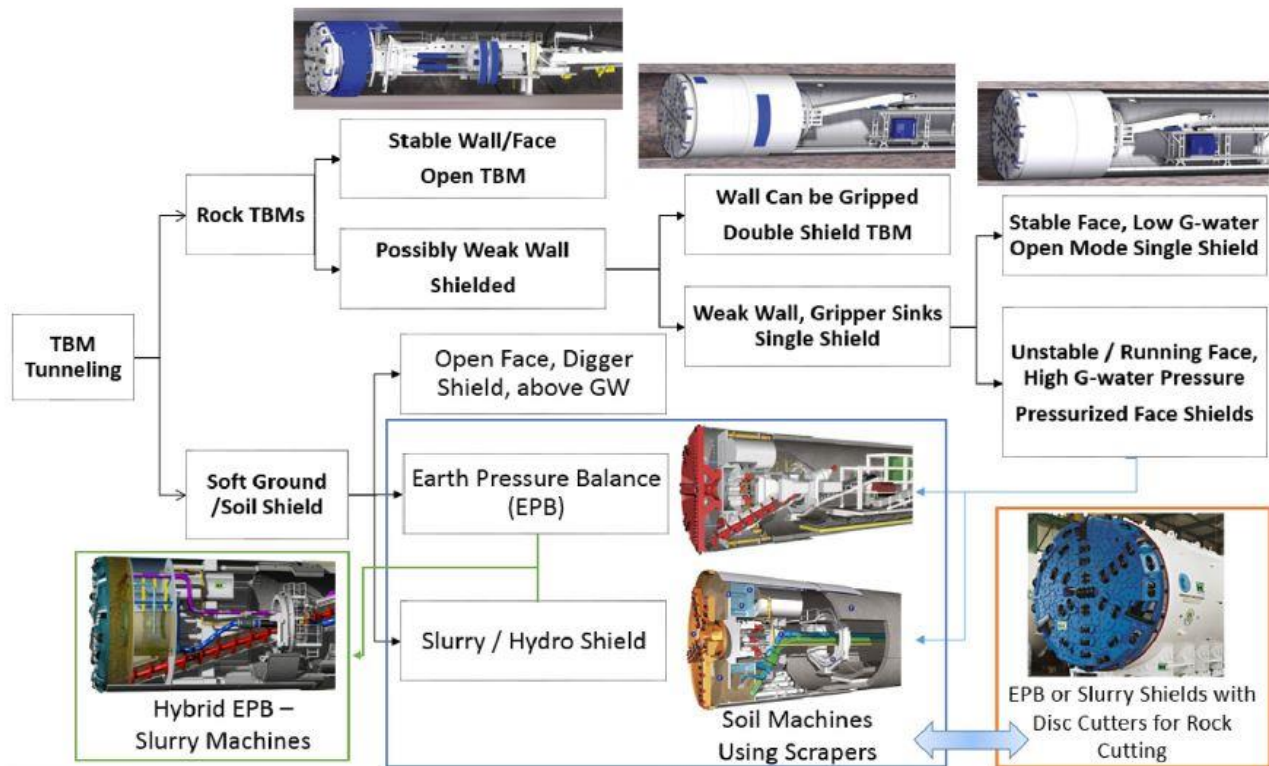 Stable Wall/Face
Open TBM
Rock TBMs
Possibly Weak Wall
Shielded
Wall Can be Gripped
Double Shield TBM
Weak Wall, Gripper Sinks
Single Shield
Stable Face, Low G-water
Open Mode Single Shield
Unstable / Running Face,
High G-water Pressure
Pressurized Face Shields
TBM
Tunneling
Open Face, Digger
Shield, above GW
Soft Ground
/Soil Shield
Earth Pressure Balance
(EPB)
Slurry / Hydro Shield
Hybrid EPB –
Slurry Machines
Soil Machines
Using Scrapers
EPB or Slurry Shields with
Disc Cutters for Rock
Cutting